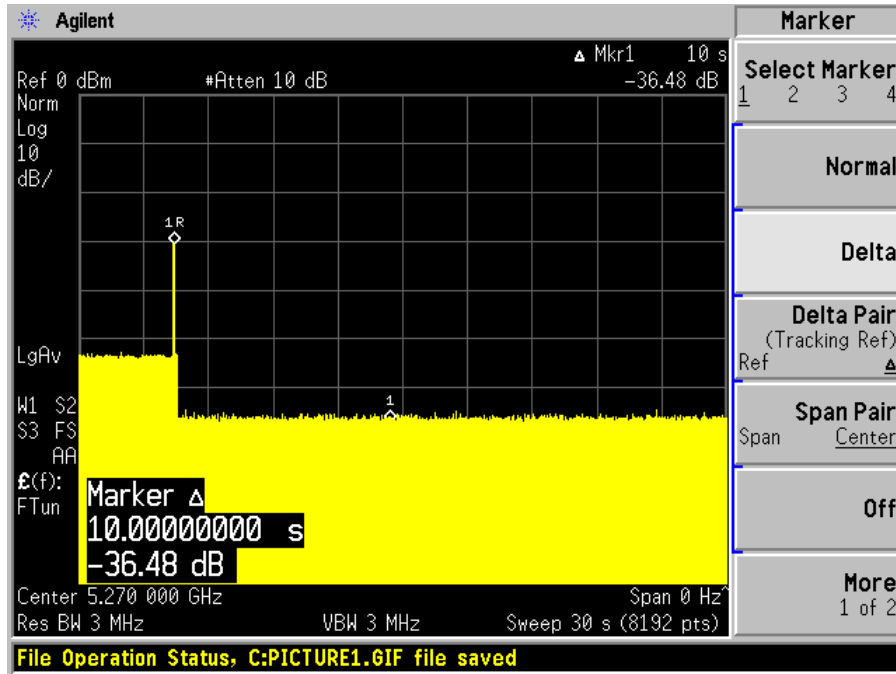 Agilent
Marker
Δ Mkr1 10 s
Ref 0 dBm #Atten 10 dB -36.48 dB
Norm
Log
10
dB/
1R
LgAv
1
W1 S2
S3 FS
AA
£(f):
FTun
Marker Δ
10.00000000 s
-36.48 dB
Center 5.270 000 GHz Span 0 Hz^
Res BW 3 MHz VBW 3 MHz Sweep 30 s (8192 pts)
File Operation Status, C:PICTURE1.GIF file saved
Select Marker
1 2 3 4
Normal
Delta
Delta Pair
(Tracking Ref)
Ref Δ
Span Pair
Span Center
Off
More
1 of 2